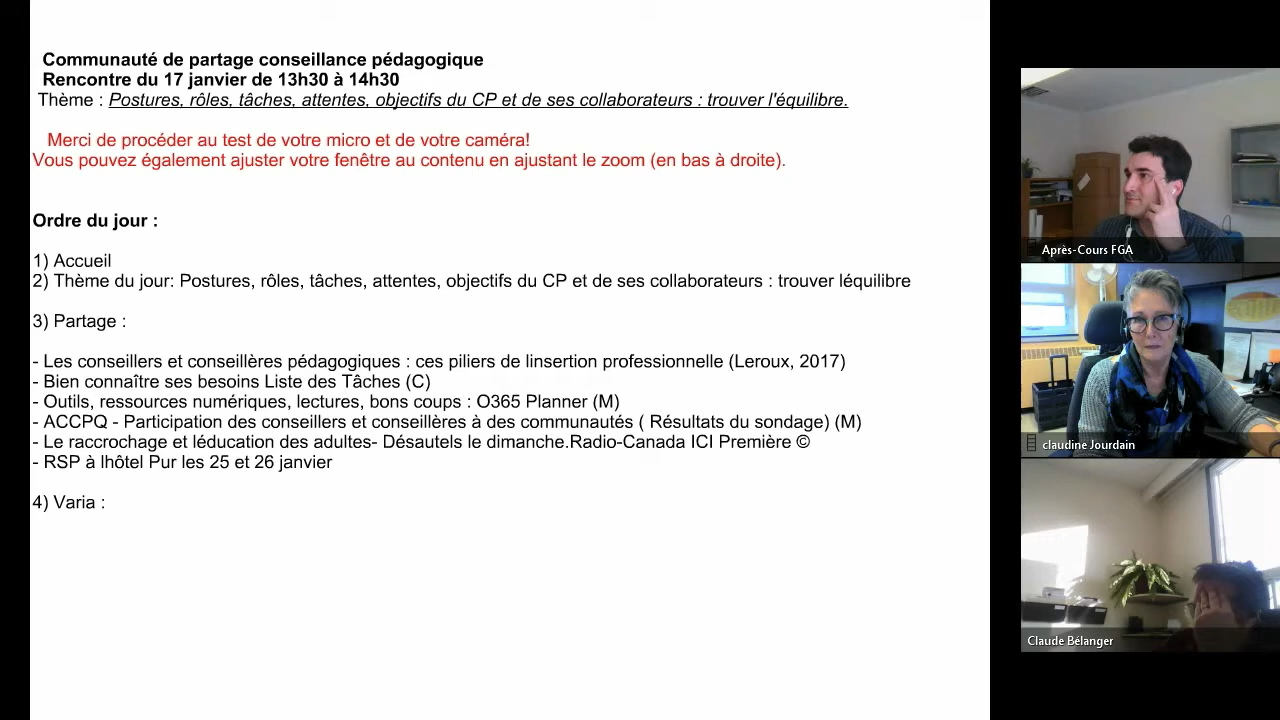 Communauté de partage conseillance pédagogique
Rencontre du 17 janvier de 13h30 à 14h30
Thème : Postures, rôles, tâches, attentes, objectifs du CP et de ses collaborateurs : trouver l'équilibre.
Merci de procéder au test de votre micro et de votre caméra!
Vous pouvez également ajuster votre fenêtre au contenu en ajustant le zoom (en bas à droite).
Ordre du jour :
1) Accueil
2) Thème du jour: Postures, rôles, tâches, attentes, objectifs du CP et de ses collaborateurs : trouver léquilibre
3) Partage :
- Les conseillers et conseillères pédagogiques : ces piliers de linsertion professionnelle (Leroux, 2017)
- Bien connaître ses besoins Liste des Tâches (C)
- Outils, ressources numériques, lectures, bons coups : O365 Planner (M)
- ACCPQ - Participation des conseillers et conseillères à des communautés ( Résultats du sondage) (M)
- Le raccrochage et léducation des adultes- Désautels le dimanche.Radio-Canada ICI Première ©
- RSP à lhôtel Pur les 25 et 26 janvier
4) Varia :
Après-Cours FGA
claudine Jourdain
Claude Bélanger